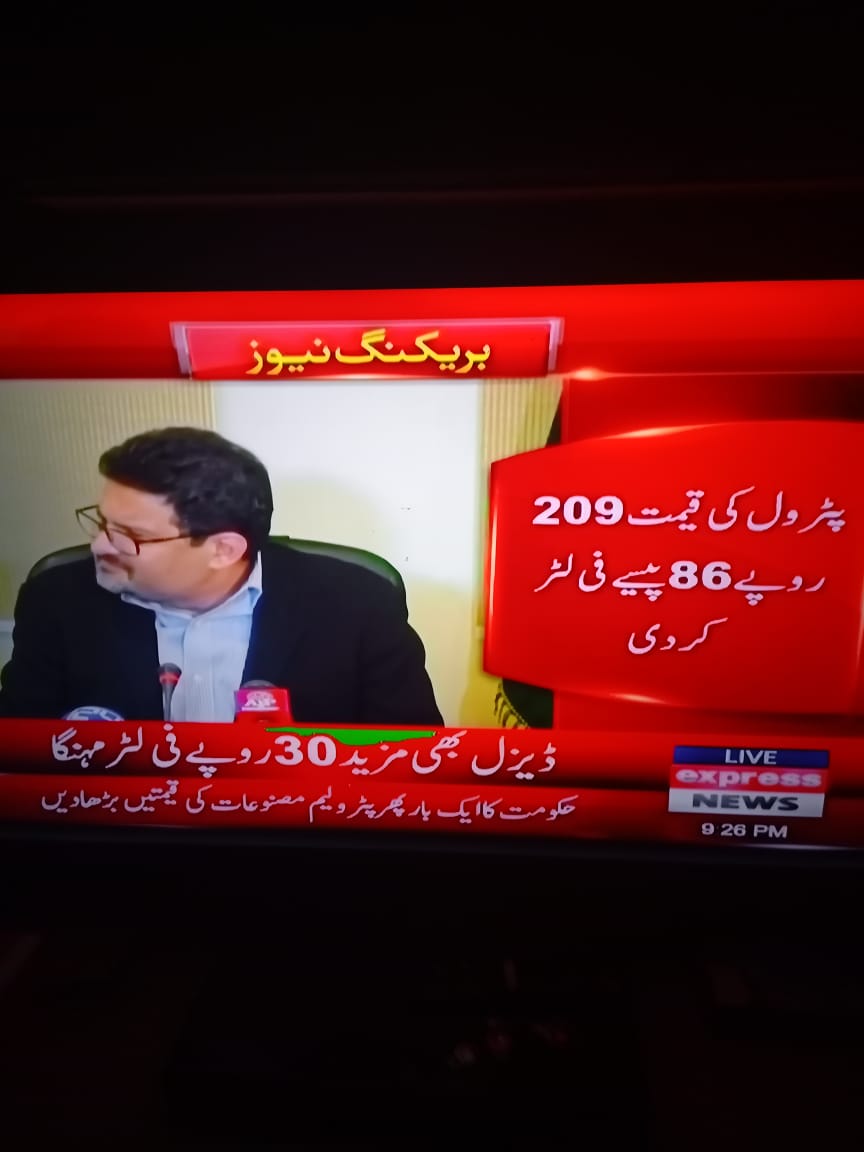 بریکنگ نیوز
پٹرول کی قیمت 209
روپے 86 پیسے فی لٹر
کردی
ڈیزل بھی مزید 30 روپے فی لٹر مہنگا
حکومت کا ایک بار پھر پٹرولیم مصنوعات کی قیمتیں بڑھادیں
LIVE
express
NEWS
9:26 PM